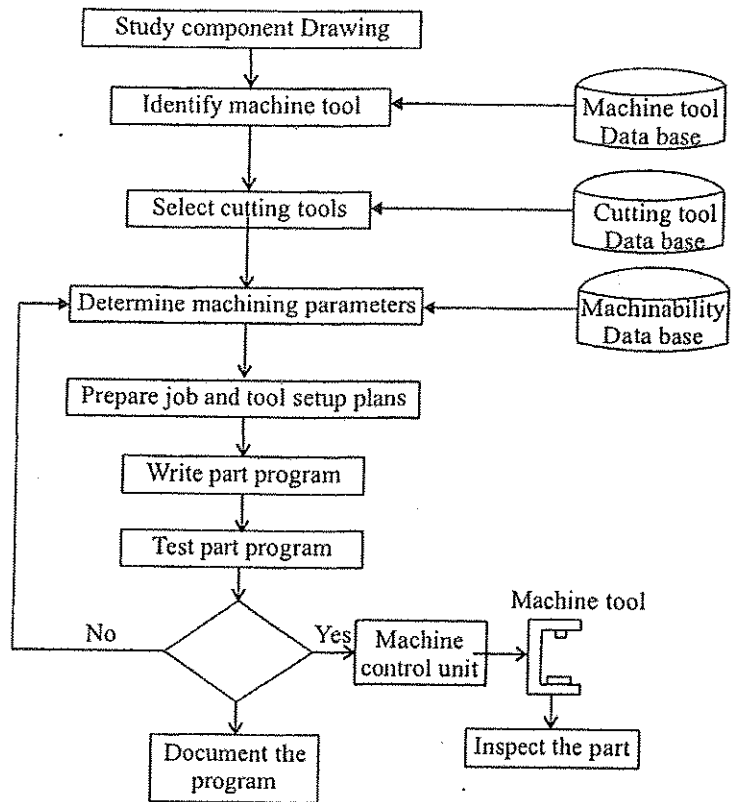 Study component Drawing
Identify machine tool
Machine tool
Data base
Select cutting tools
Cutting tool
Data base
Determine machining parameters
Machinability
Data base
Prepare job and tool setup plans
Write part program
Test part program
Machine tool
No
Yes
Machine
control unit
Document the
program
Inspect the part